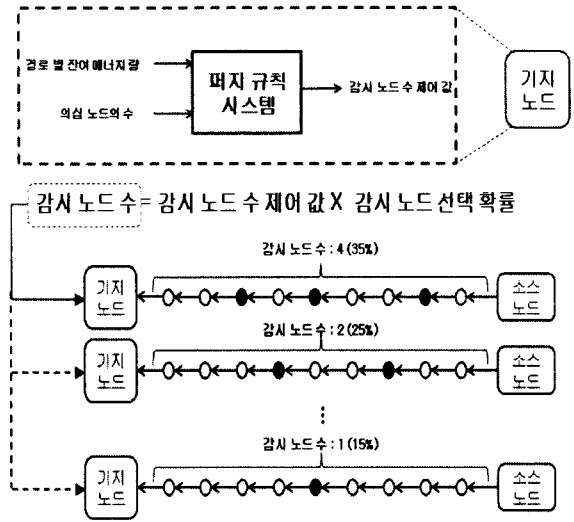 경로 별 잔여 에너지 량
의심 노드의 수
퍼지 규칙
시스템
감시 노드 수 제어 값
기지
노드
감시 노드 수 = 감시 노드 수 제어 값 X 감시 노드 선택 확률
감시 노드 수 : 4 (35%)
기지
노드
소스
노드
감시 노드 수 : 2 (25%)
기지
노드
소스
노드
감시 노드 수 : 1 (15%)
기지
노드
소스
노드